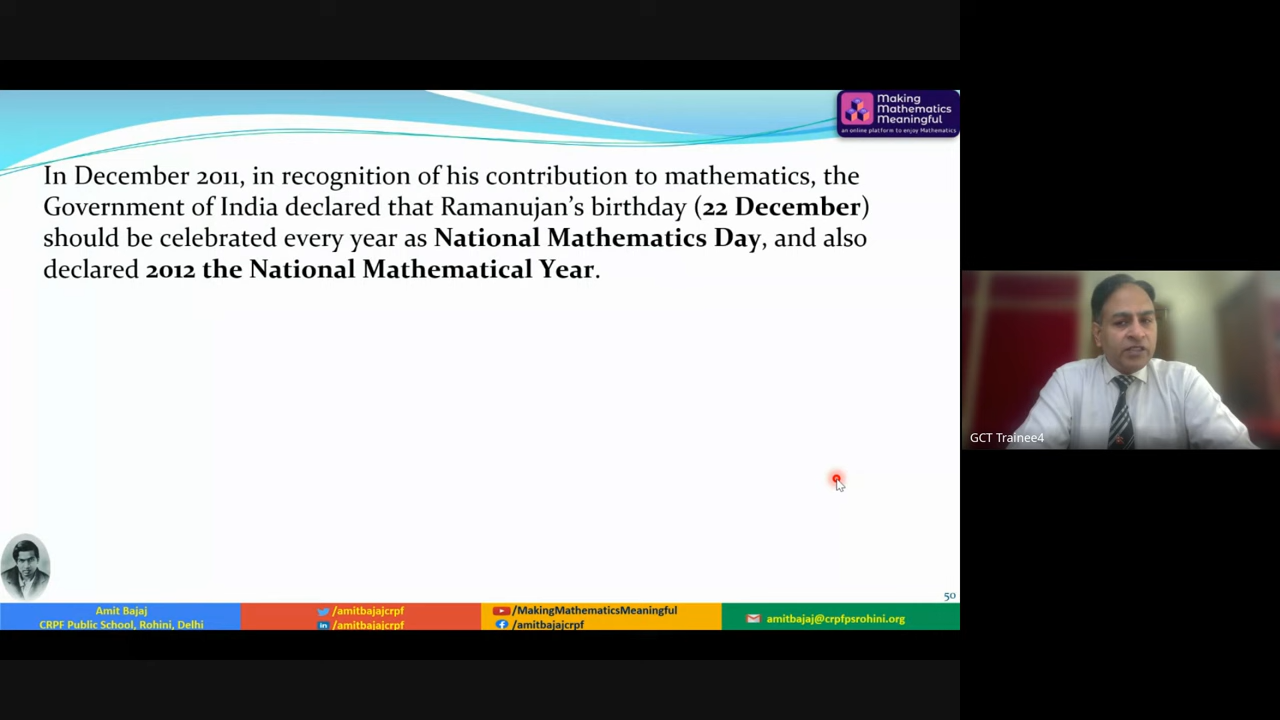 Making
Mathematics
Meaningful
an online platform to enjoy Mathematics
In December 2011, in recognition of his contribution to mathematics, the
Government of India declared that Ramanujan's birthday (22 December)
should be celebrated every year as National Mathematics Day, and also
declared 2012 the National Mathematical Year.
GCT Trainee4
50
Amit Bajaj
CRPF Public School, Rohini, Delhi
/amitbajajcrpf
/amitbajajcrpf
/MakingMathematicsMeaningful
/amitbajajcrpf
amitbajaj@crpfpsrohini.org